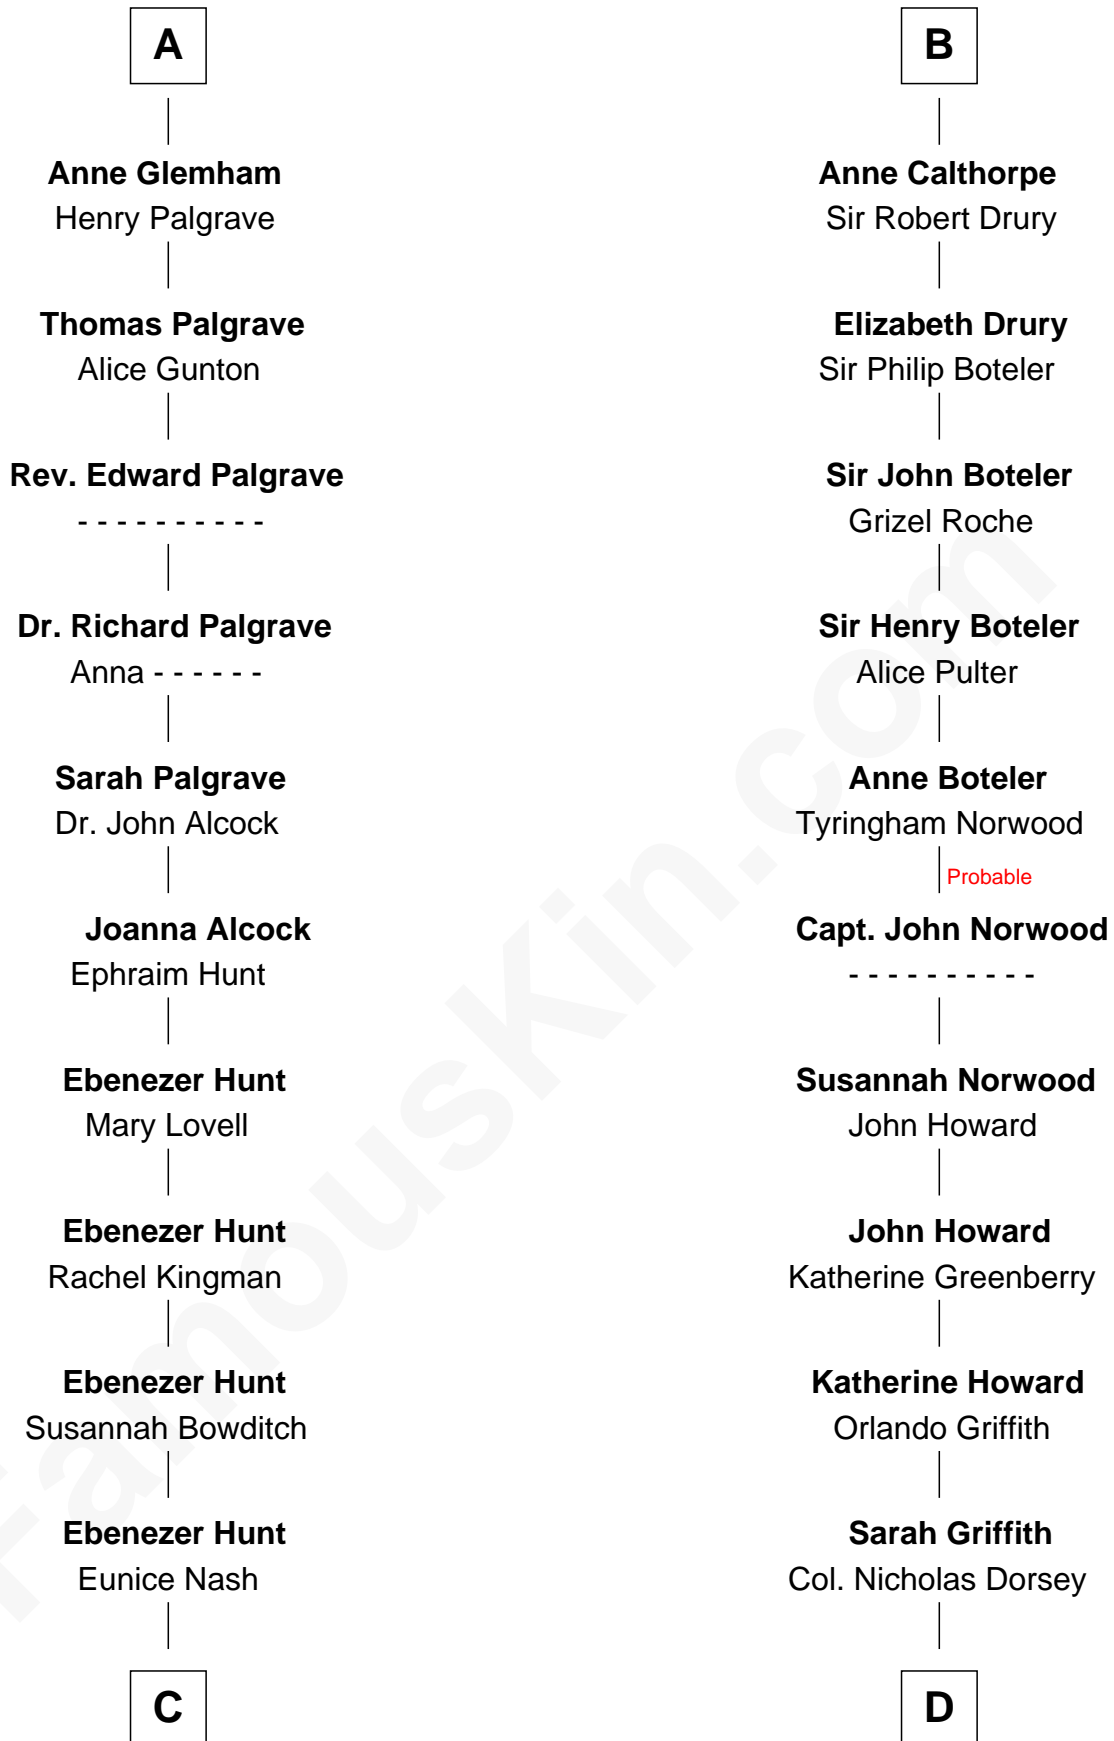 A
Anne Glemham
Henry Palgrave
Thomas Palgrave
Alice Gunton
Rev. Edward Palgrave
- - - - - - - - - -
Dr. Richard Palgrave
Anna - - - - - -
Sarah Palgrave
Dr. John Alcock
Joanna Alcock
Ephraim Hunt
Ebenezer Hunt
Mary Lovell
Ebenezer Hunt
Rachel Kingman
Ebenezer Hunt
Susannah Bowditch
Ebenezer Hunt
Eunice Nash
C
B
Anne Calthorpe
Sir Robert Drury
Elizabeth Drury
Sir Philip Boteler
Sir John Boteler
Grizel Roche
Sir Henry Boteler
Alice Pulter
Anne Boteler
Tyringham Norwood
Probable
Capt. John Norwood
- - - - - - - - - -
Susannah Norwood
John Howard
John Howard
Katherine Greenberry
Katherine Howard
Orlando Griffith
Sarah Griffith
Col. Nicholas Dorsey
D
FamousKin.com